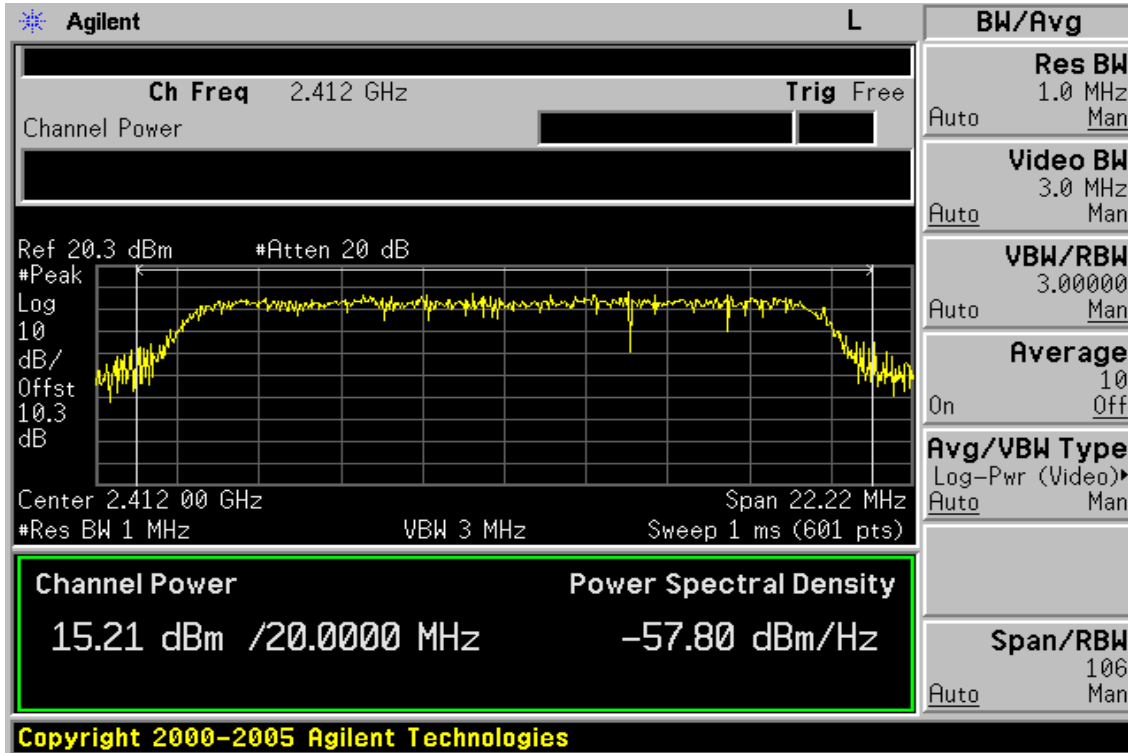 Agilent
L
BW/Avg
Ch Freq 2.412 GHz
Trig Free
Channel Power
Ref 20.3 dBm
#Atten 20 dB
#Peak
Log
10
dB/
Offst
10.3
dB
Center 2.412 00 GHz
Span 22.22 MHz
#Res BW 1 MHz
VBW 3 MHz
Sweep 1 ms (601 pts)
Channel Power
Power Spectral Density
15.21 dBm /20.0000 MHz
-57.80 dBm/Hz
Res BW
1.0 MHz
Auto Man
Video BW
3.0 MHz
Auto Man
VBW/RBW
3.00000
Auto Man
Average
10
On Off
Avg/VBW Type
Log-Pwr (Video)▸
Auto Man
Span/RBW
106
Auto Man
Copyright 2000-2005 Agilent Technologies